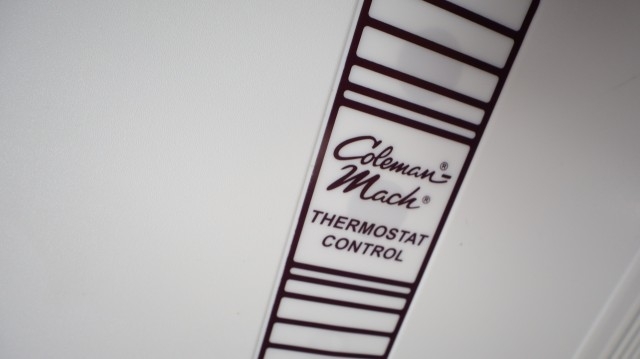 Coleman-®
Mach®
THERMOSTAT
CONTROL